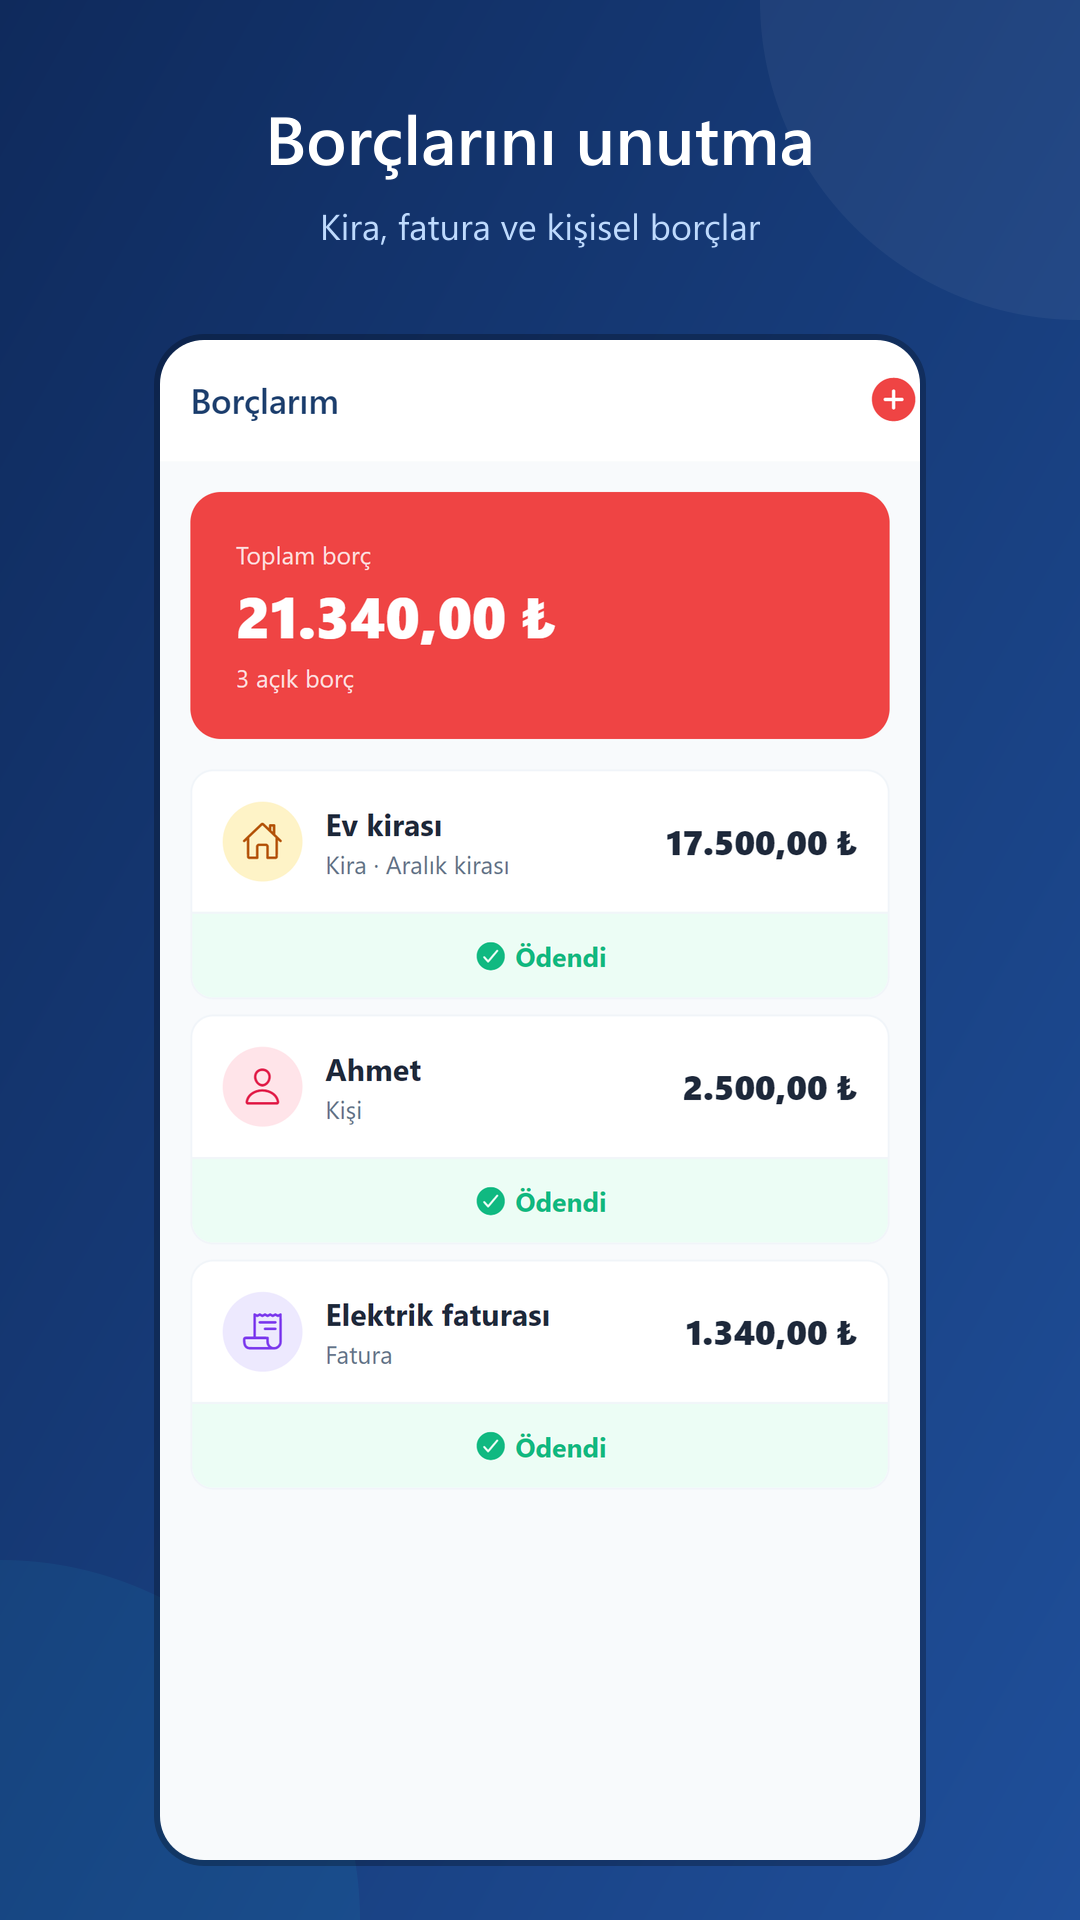 Borçlarını unutma
Kira, fatura ve kişisel borçlar
Borçlarım
Toplam borç
21.340,00 ₺
3 açık borç
Ev kirası
Kira · Aralık kirası
17.500,00 ₺
Ödendi
Ahmet
Kişi
2.500,00 ₺
Ödendi
Elektrik faturası
Fatura
1.340,00 ₺
Ödendi